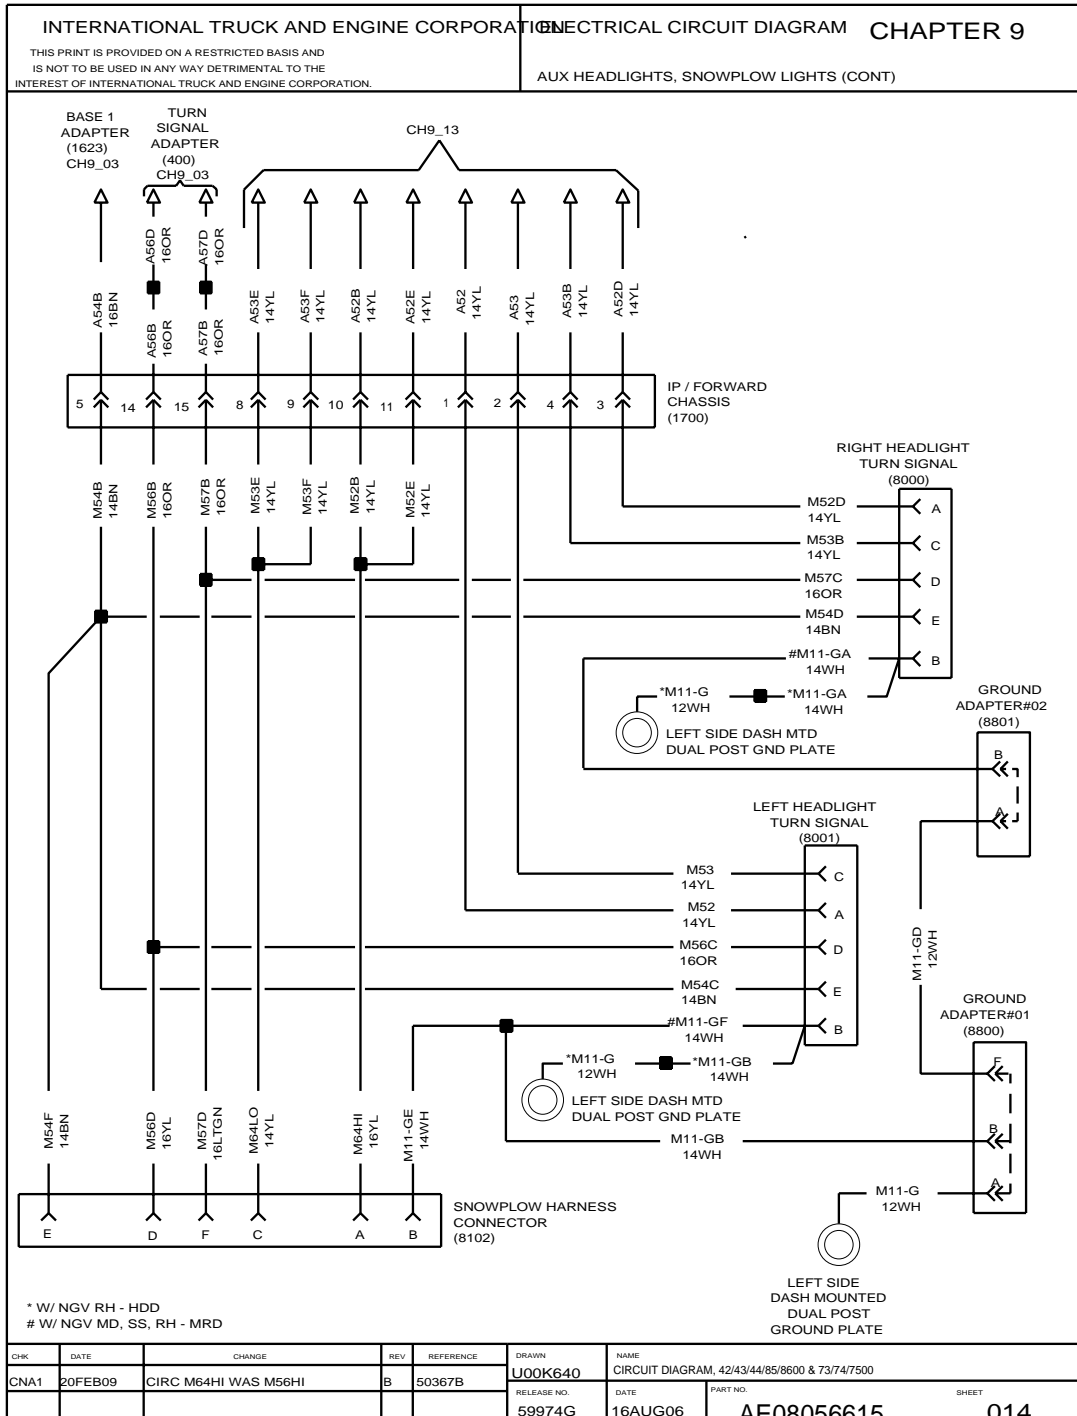 INTERNATIONAL TRUCK AND ENGINE CORPORATION
ELECTRICAL CIRCUIT DIAGRAM
CHAPTER 9
THIS PRINT IS PROVIDED ON A RESTRICTED BASIS AND
IS NOT TO BE USED IN ANY WAY DETRIMENTAL TO THE
INTEREST OF INTERNATIONAL TRUCK AND ENGINE CORPORATION.
AUX HEADLIGHTS, SNOWPLOW LIGHTS (CONT)
BASE 1
ADAPTER
(1623)
CH9_03
TURN
SIGNAL
ADAPTER
(400)
CH9_03
CH9_13
A56D
16OR
A57D
16OR
A54B
16BN
A56B
16OR
A57B
16OR
A53E
14YL
A53F
14YL
A52B
14YL
A52E
14YL
A52
14YL
A53
14YL
A53B
14YL
A52D
14YL
5
14
15
8
9
10
11
1
2
4
3
IP / FORWARD
CHASSIS
(1700)
M54B
14BN
M56B
16OR
M57B
16OR
M53E
14YL
M53F
14YL
M52B
14YL
M52E
14YL
RIGHT HEADLIGHT
TURN SIGNAL
(8000)
M52D
14YL
A
M53B
14YL
C
M57C
16OR
D
M54D
14BN
E
#M11-GA
14WH
B
*M11-G
12WH
*M11-GA
14WH
LEFT SIDE DASH MTD
DUAL POST GND PLATE
GROUND
ADAPTER#02
(8801)
B
A
LEFT HEADLIGHT
TURN SIGNAL
(8001)
M53
14YL
C
M52
14YL
A
M56C
16OR
D
M54C
14BN
E
#M11-GF
14WH
B
*M11-G
12WH
*M11-GB
14WH
LEFT SIDE DASH MTD
DUAL POST GND PLATE
M11-GD
12WH
GROUND
ADAPTER#01
(8800)
F
B
A
M11-GB
14WH
M11-G
12WH
M54F
14BN
M56D
16YL
M57D
16LTGN
M64LO
14YL
M64HI
16YL
M11-GE
14WH
E
D
F
C
A
B
SNOWPLOW HARNESS
CONNECTOR
(8102)
LEFT SIDE
DASH MOUNTED
DUAL POST
GROUND PLATE
* W/ NGV RH - HDD
# W/ NGV MD, SS, RH - MRD
CHK
DATE
CHANGE
REV
REFERENCE
DRAWN
NAME
CNA1
20FEB09
CIRC M64HI WAS M56HI
B
50367B
U00K640
CIRCUIT DIAGRAM, 42/43/44/85/8600 & 73/74/7500
RELEASE NO.
DATE
PART NO.
SHEET
59974G
16AUG06
AE08056615
014